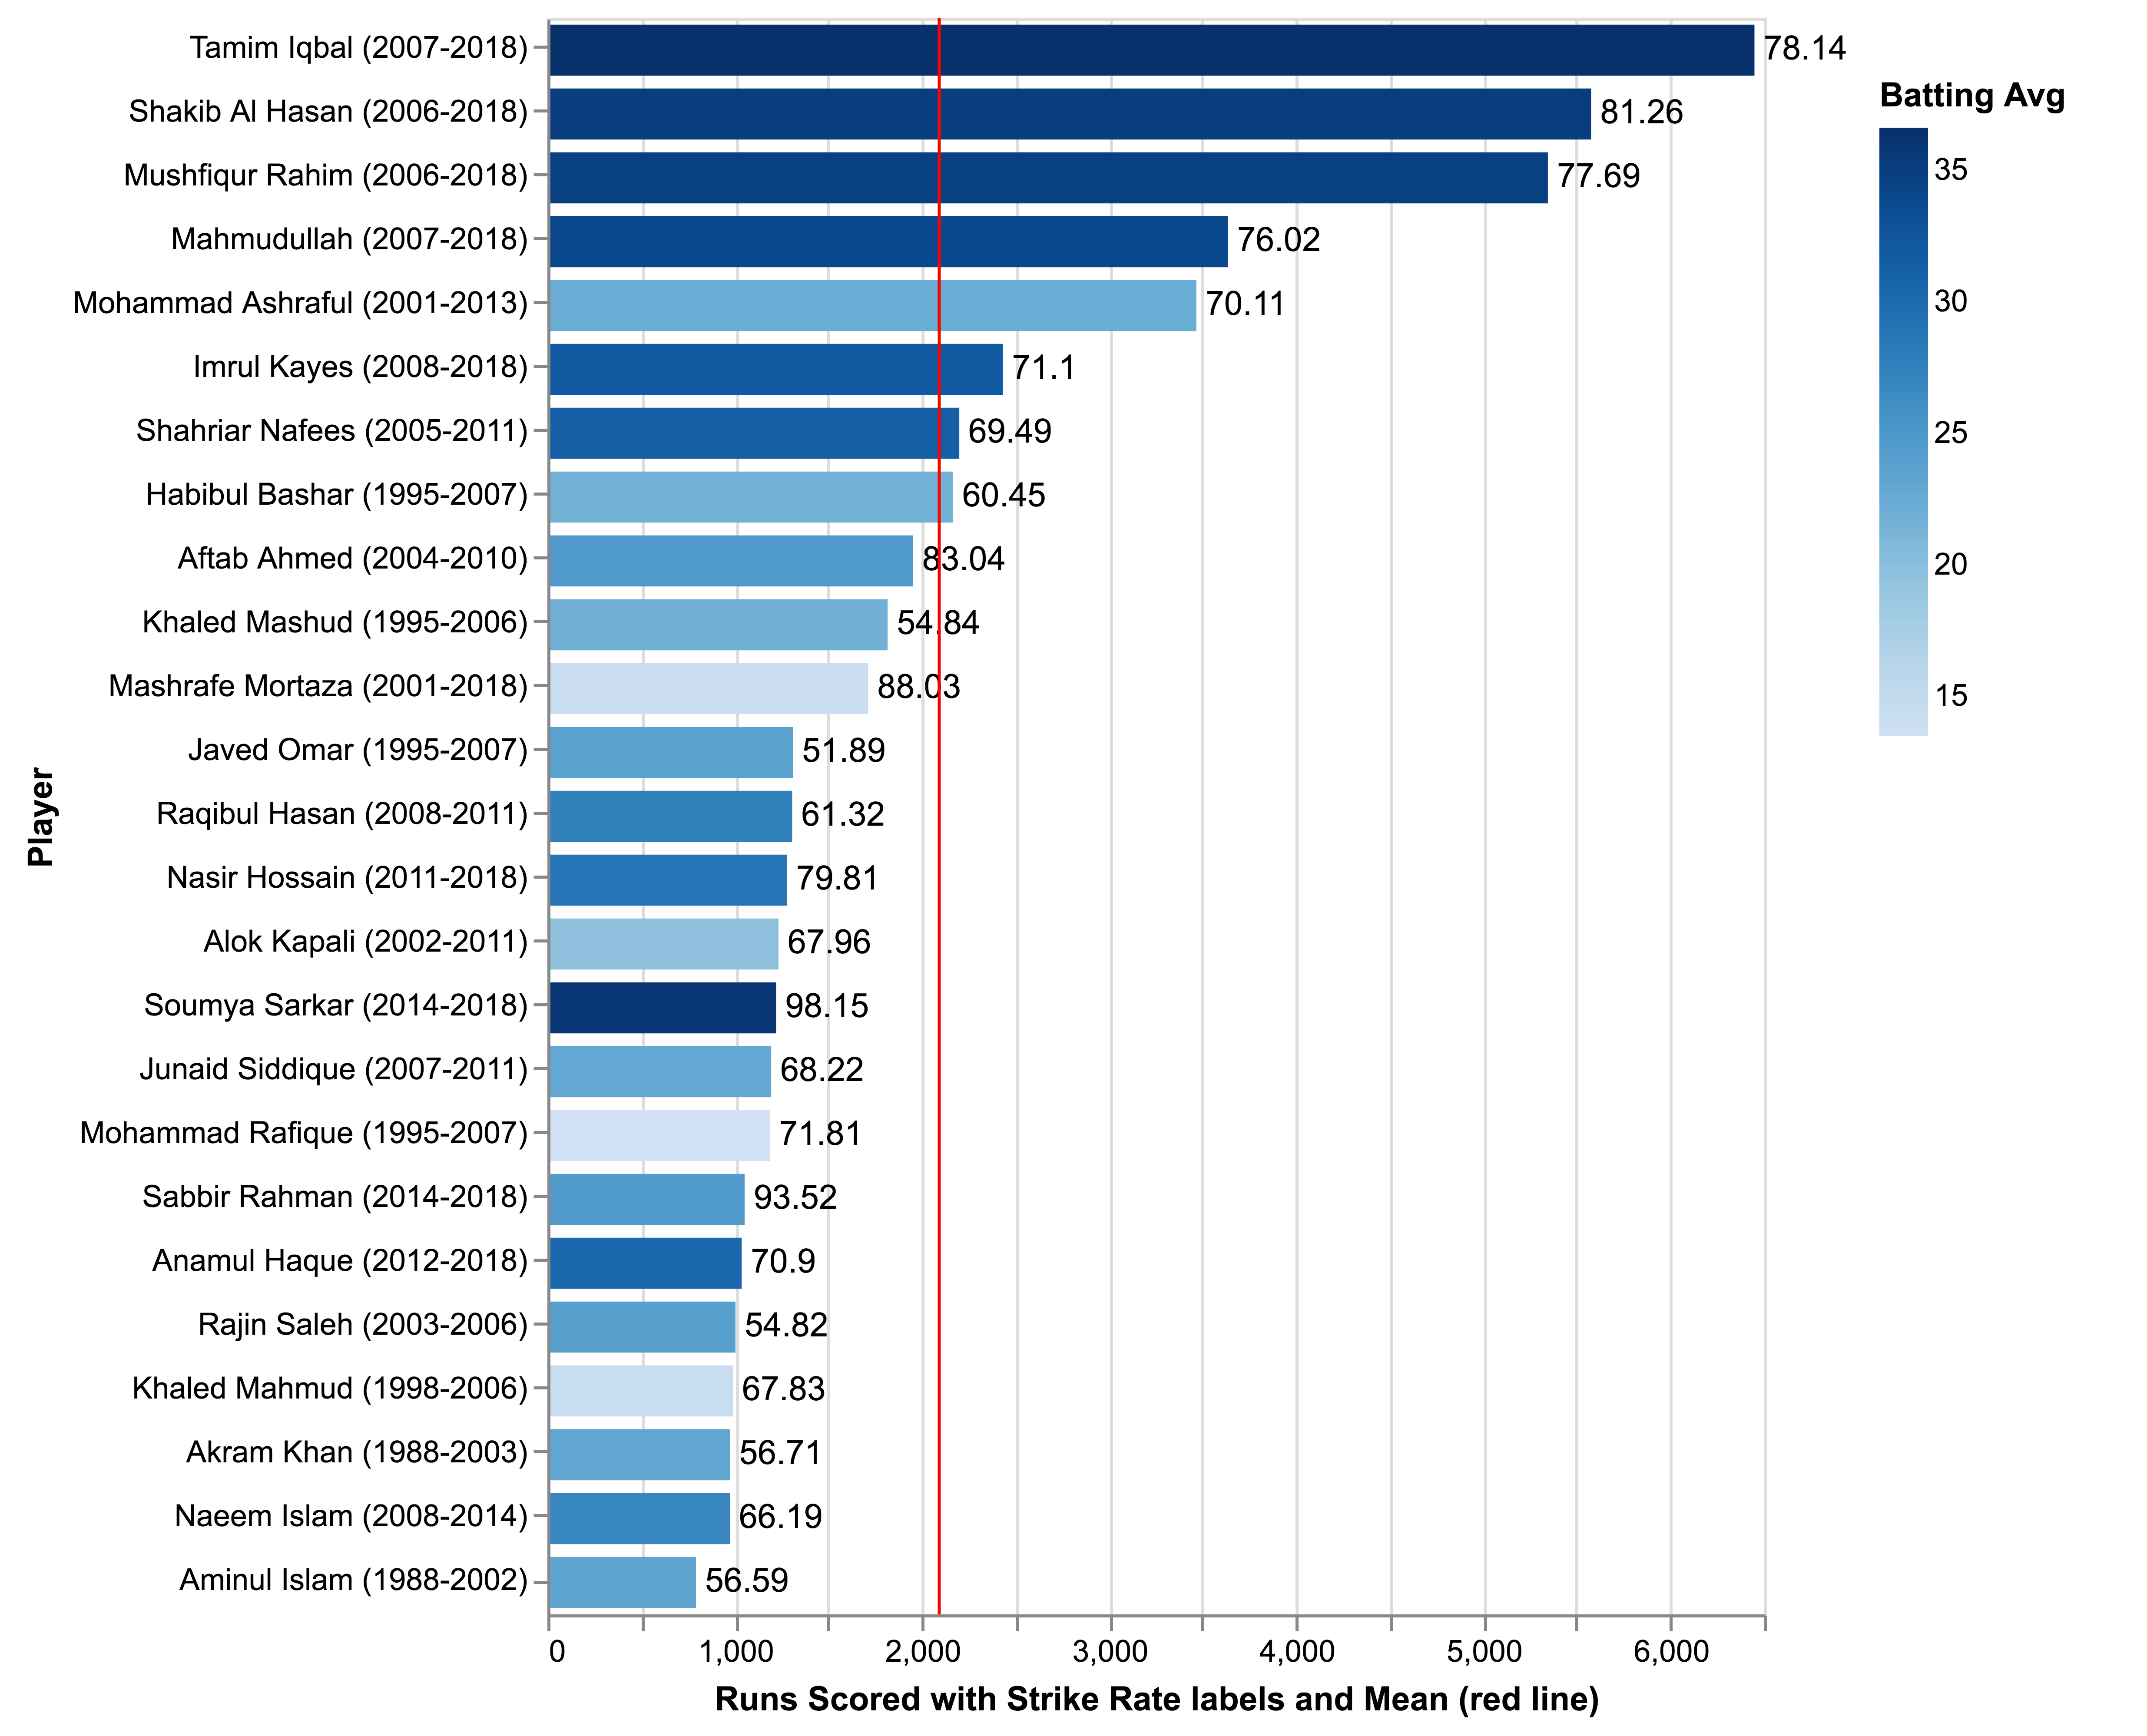 Tamim Iqbal (2007-2018) 78.14
Shakib Al Hasan (2006-2018) 81.26
Mushfiqur Rahim (2006-2018) 77.69
Mahmudullah (2007-2018) 76.02
Mohammad Ashraful (2001-2013) 70.11
Imrul Kayes (2008-2018) 71.1
Shahriar Nafees (2005-2011) 69.49
Habibul Bashar (1995-2007) 60.45
Aftab Ahmed (2004-2010) 83.04
Khaled Mashud (1995-2006) 54.84
Mashrafe Mortaza (2001-2018) 88.03
Javed Omar (1995-2007) 51.89
Raqibul Hasan (2008-2011) 61.32
Nasir Hossain (2011-2018) 79.81
Alok Kapali (2002-2011) 67.96
Soumya Sarkar (2014-2018) 98.15
Junaid Siddique (2007-2011) 68.22
Mohammad Rafique (1995-2007) 71.81
Sabbir Rahman (2014-2018) 93.52
Anamul Haque (2012-2018) 70.9
Rajin Saleh (2003-2006) 54.82
Khaled Mahmud (1998-2006) 67.83
Akram Khan (1988-2003) 56.71
Naeem Islam (2008-2014) 66.19
Aminul Islam (1988-2002) 56.59
Player
0 1,000 2,000 3,000 4,000 5,000 6,000
Runs Scored with Strike Rate labels and Mean (red line)
Batting Avg
35
30
25
20
15